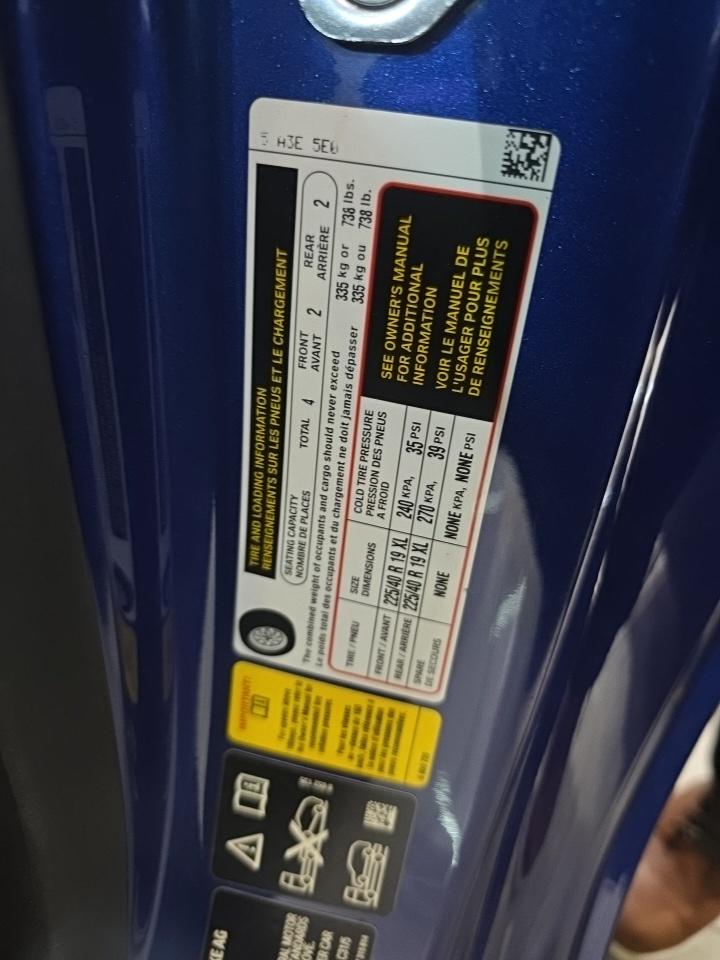 A3E 5E
TIRE AND LOADING INFORMATION
RENSEIGNEMENTS SUR LES PNEUS ET LE CHARGEMENT
SEATING CAPACITY
NOMBRE DE PLACES
TOTAL 4
FRONT
AVANT 2
REAR
ARRIÈRE 2
The combined weight of occupants and cargo should never exceed 335 kg or 738 lbs.
Le poids total des occupants et du chargement ne doit jamais dépasser 335 kg ou 738 lb.
TIRE / PNEU
SIZE
DIMENSIONS
COLD TIRE PRESSURE
PRESSION DES PNEUS
A FROID
FRONT / AVANT 225/40 R 19 XL 240 KPA, 35 PSI
REAR / ARRIÈRE 225/40 R 19 XL 270 KPA, 39 PSI
SPARE
DE SECOURS
NONE NONE KPA, NONE PSI
SEE OWNER'S MANUAL
FOR ADDITIONAL
INFORMATION
VOIR LE MANUEL DE
L'USAGER POUR PLUS
DE RENSEIGNEMENTS
IMPORTANT: